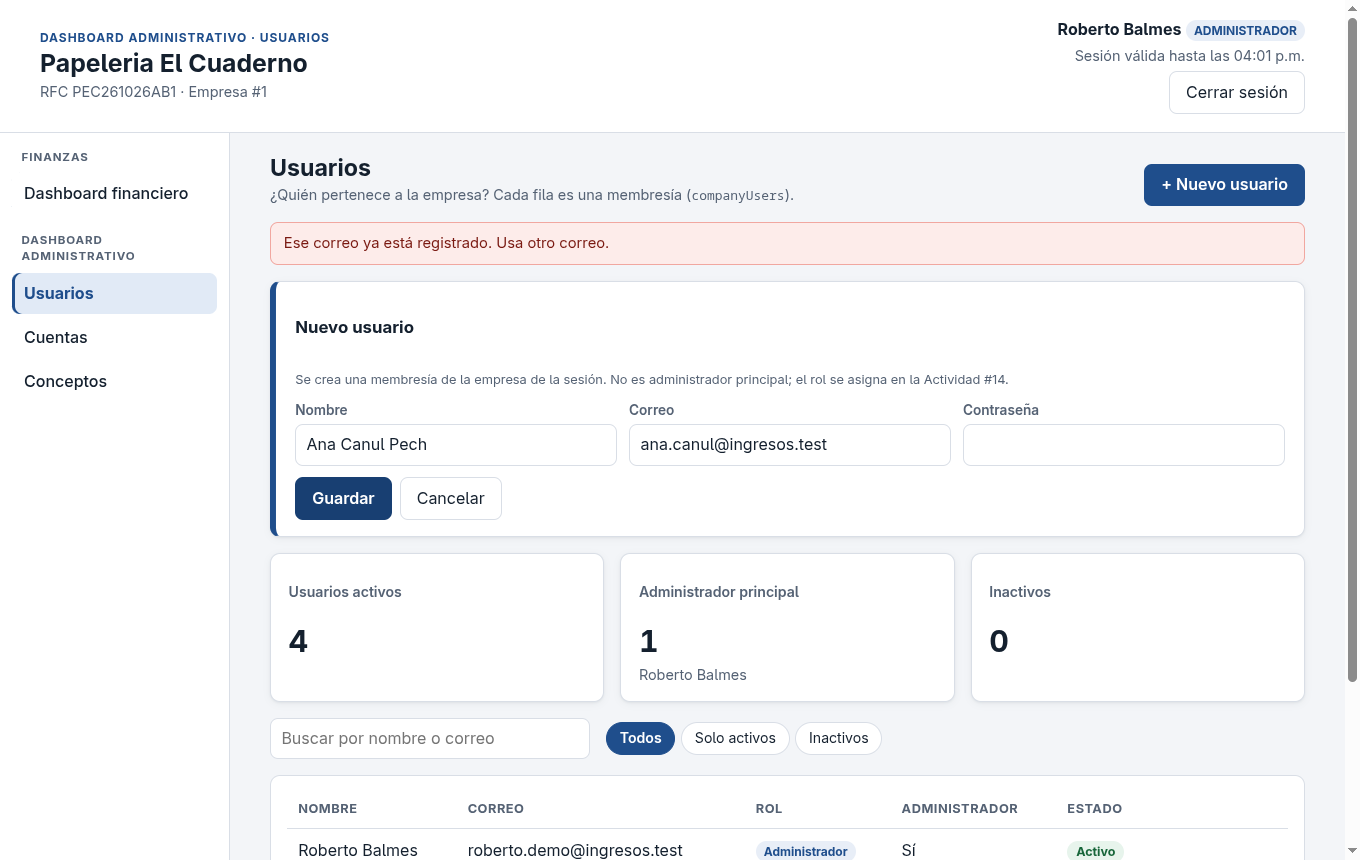 DASHBOARD ADMINISTRATIVO · USUARIOS
Papeleria El Cuaderno
RFC PEC261026AB1 · Empresa #1
Roberto Balmes ADMINISTRADOR
Sesión válida hasta las 04:01 p.m.
Cerrar sesión
FINANZAS
Dashboard financiero
DASHBOARD
ADMINISTRATIVO
Usuarios
Cuentas
Conceptos
Usuarios
¿Quién pertenece a la empresa? Cada fila es una membresía (companyUsers).
+ Nuevo usuario
Ese correo ya está registrado. Usa otro correo.
Nuevo usuario
Se crea una membresía de la empresa de la sesión. No es administrador principal; el rol se asigna en la Actividad #14.
Nombre Correo Contraseña
Ana Canul Pech ana.canul@ingresos.test
Guardar Cancelar
Usuarios activos
4
Administrador principal
1
Roberto Balmes
Inactivos
0
Buscar por nombre o correo Todos Solo activos Inactivos
NOMBRE CORREO ROL ADMINISTRADOR ESTADO
Roberto Balmes roberto.demo@ingresos.test Administrador Sí Activo